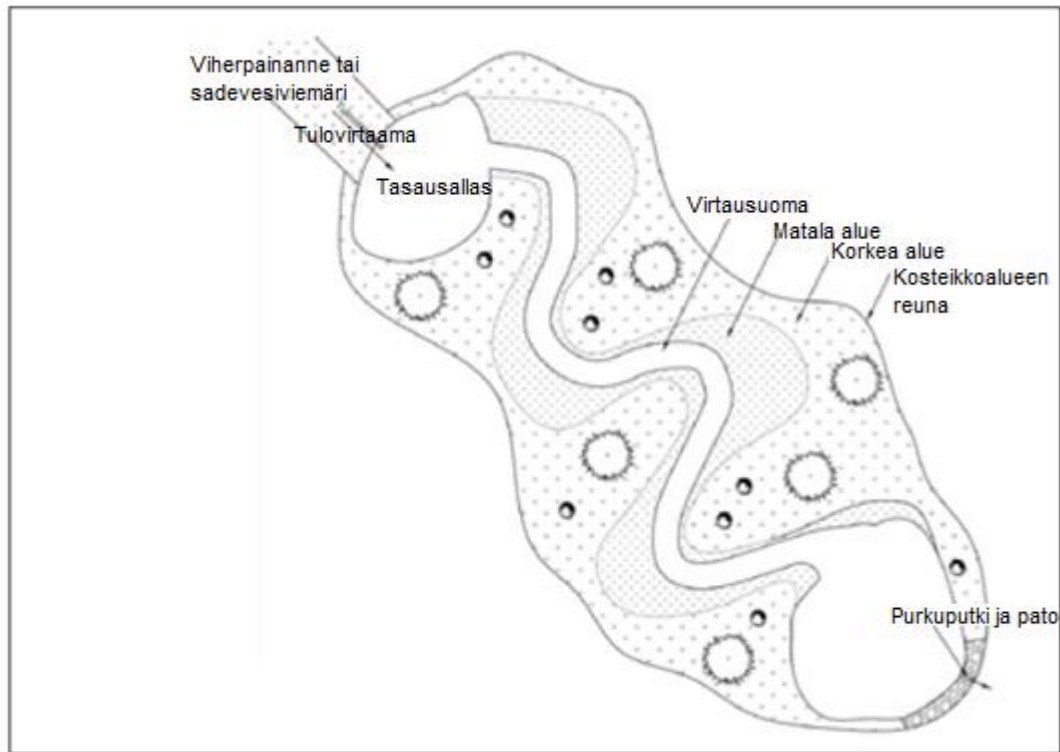 Viherpainanne tai
sadevesiviemäri
Tulovirtaama
Tasausallas
Virtausuoma
Matala alue
Korkea alue
Kosteikkoalueen
reuna
Purkuputki ja pato